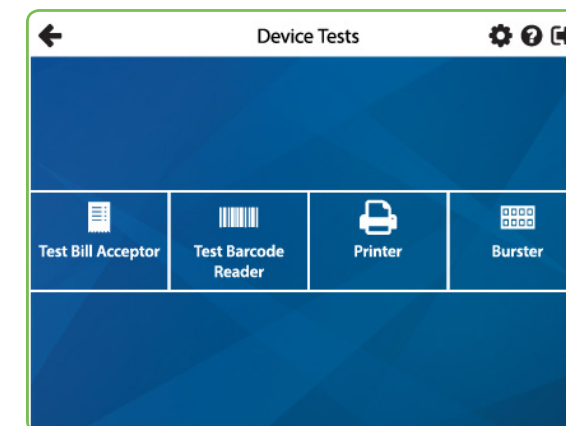 Device Tests
Test Bill Acceptor
Test Barcode
Reader
Printer
Burster